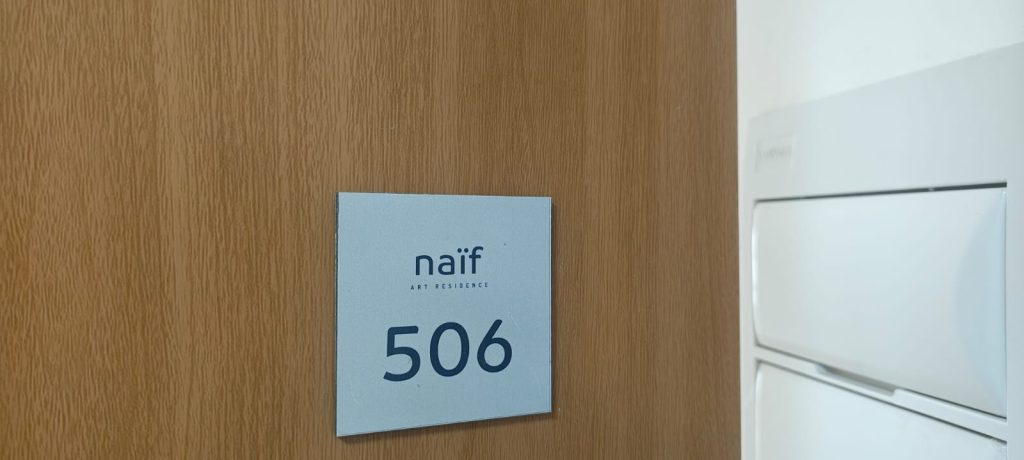 naïf
ART RESIDENCE
506